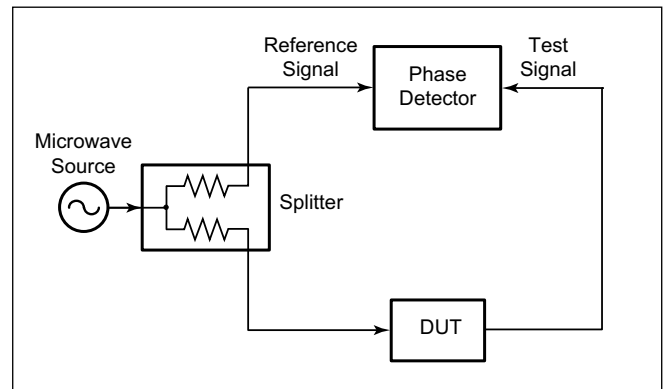 Reference
Signal
Phase
Detector
Test
Signal
Microwave
Source
Splitter
DUT